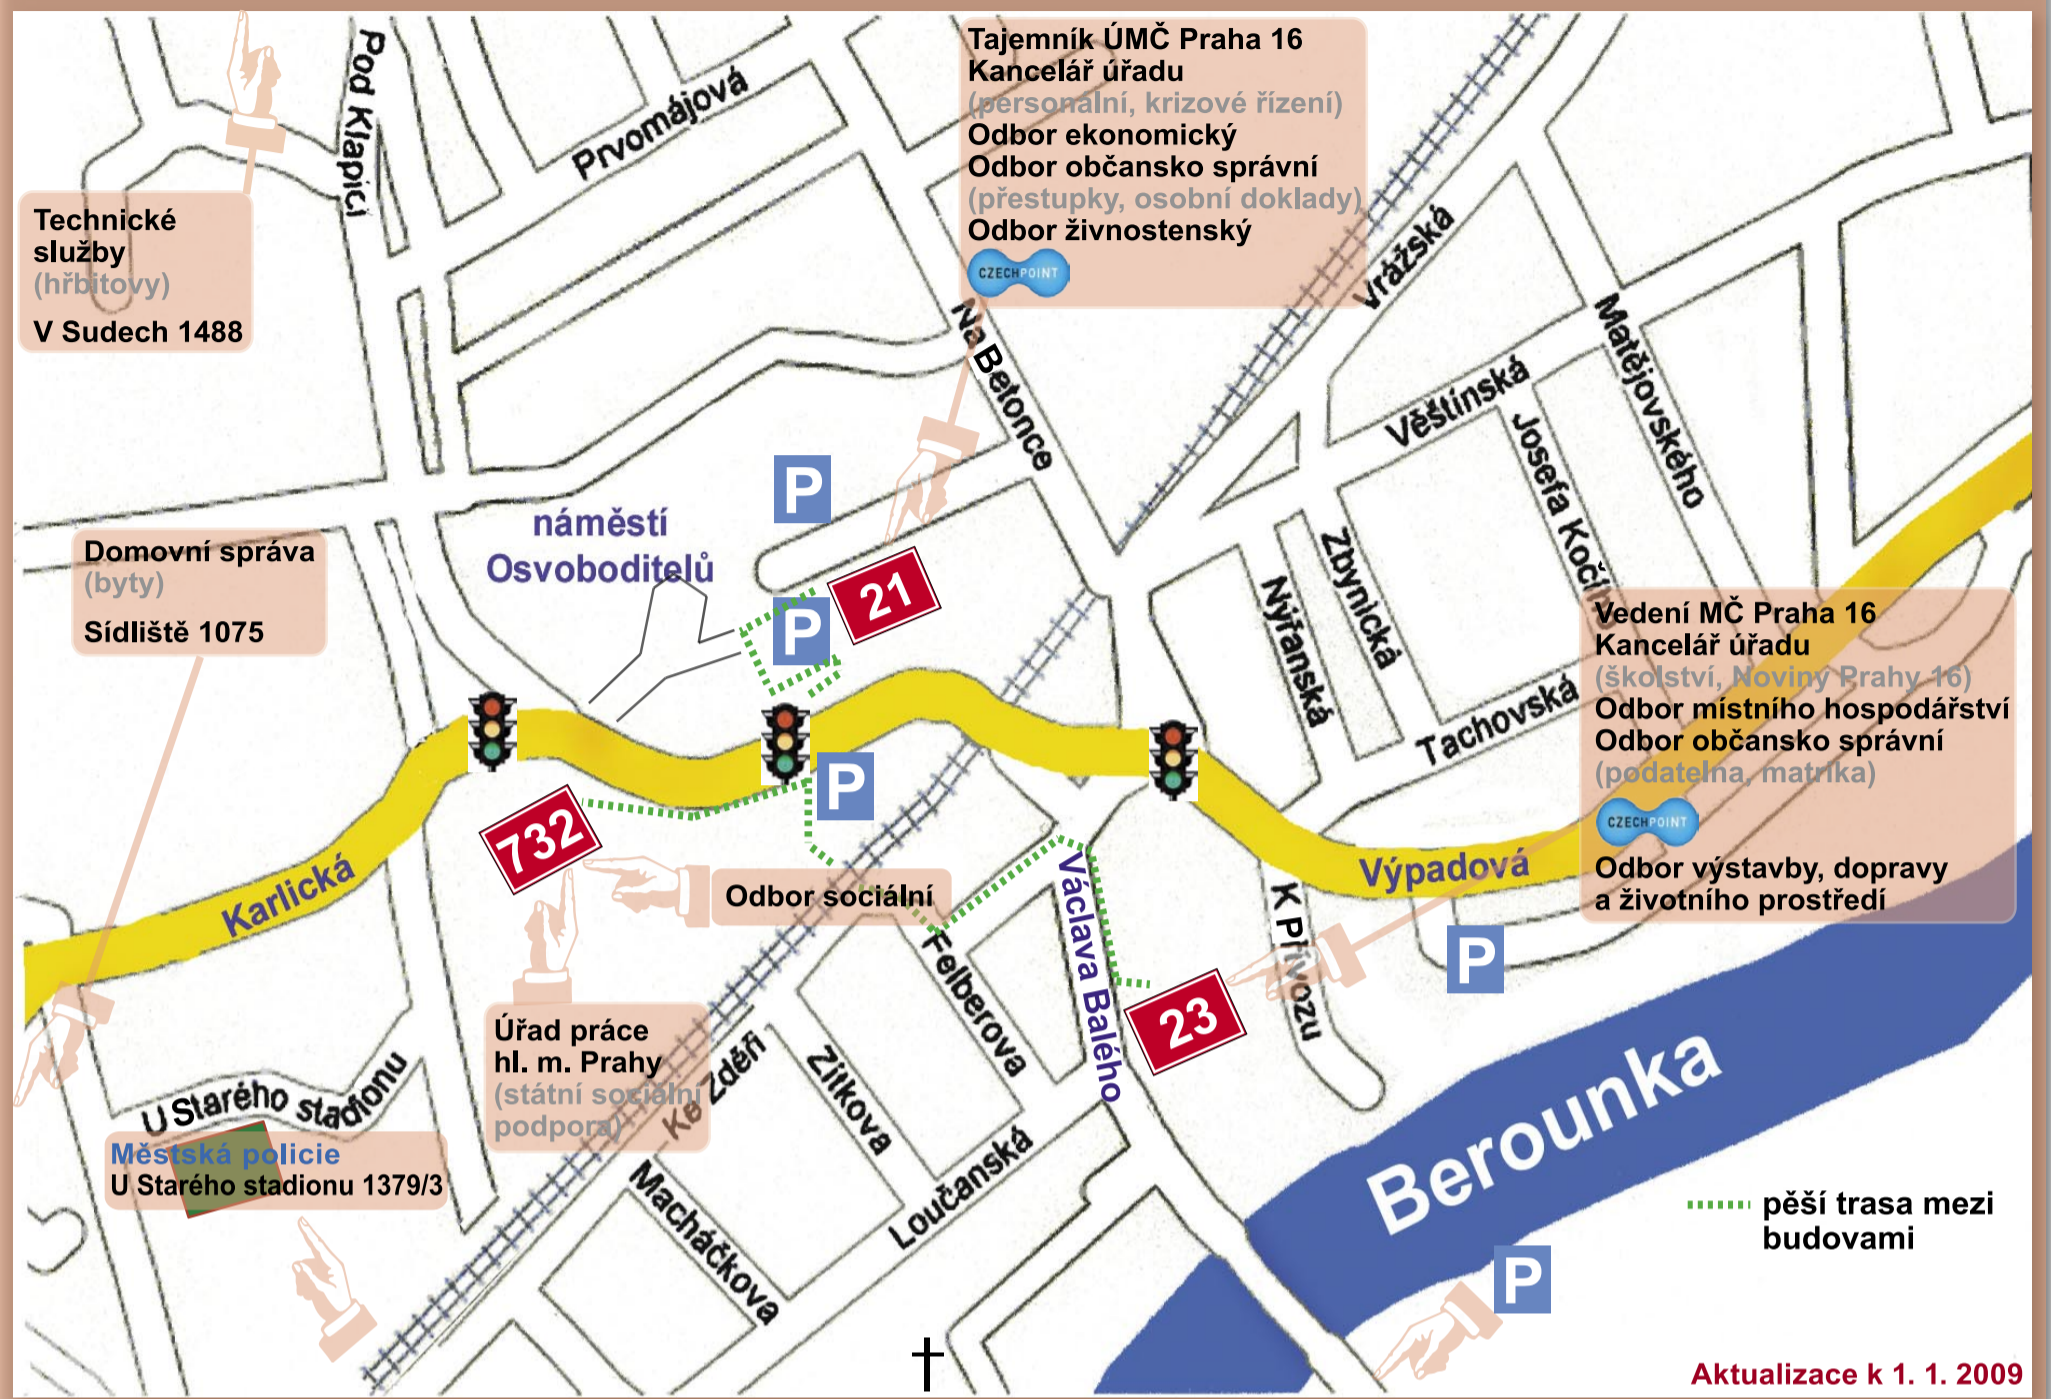 Pod Klapicí
Prvomájová
Tajemník ÚMČ Praha 16
Kancelář úřadu
(personální, krizové řízení)
Odbor ekonomický
Odbor občansko správní
(přestupky, osobní doklady)
Odbor živnostenský
CZECHPOINT
Technické
služby
(hřbitovy)
V Sudech 1488
Vrážská
Na Betonce
Matějovského
Věštínská
Josefa Kočího
Zbynická
Nýřanská
Tachovská
P
náměstí
Osvoboditelů
21
P
Domovní správa
(byty)
Sídliště 1075
Vedení MČ Praha 16
Kancelář úřadu
(školství, Noviny Prahy 16)
Odbor místního hospodářství
Odbor občansko správní
(podatelna, matrika)
CZECHPOINT
Odbor výstavby, dopravy
a životního prostředí
P
732
Karlická
Odbor sociální
Výpadová
K Přívozu
P
Václava Balého
Felberova
23
Úřad práce
hl. m. Prahy
(státní sociální
podpora)
Ke Zděři
Zítkova
U Starého stadionu
Městská policie
U Starého stadionu 1379/3
Macháčkova
Loučanská
Berounka
pěší trasa mezi
budovami
P
Aktualizace k 1. 1. 2009